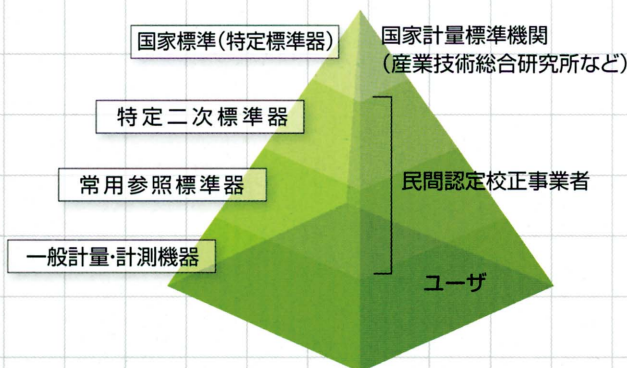 国家標準(特定標準器)
国家計量標準機関
(産業技術総合研究所など)
特定二次標準器
常用参照標準器
民間認定校正事業者
一般計量・計測機器
ユーザ